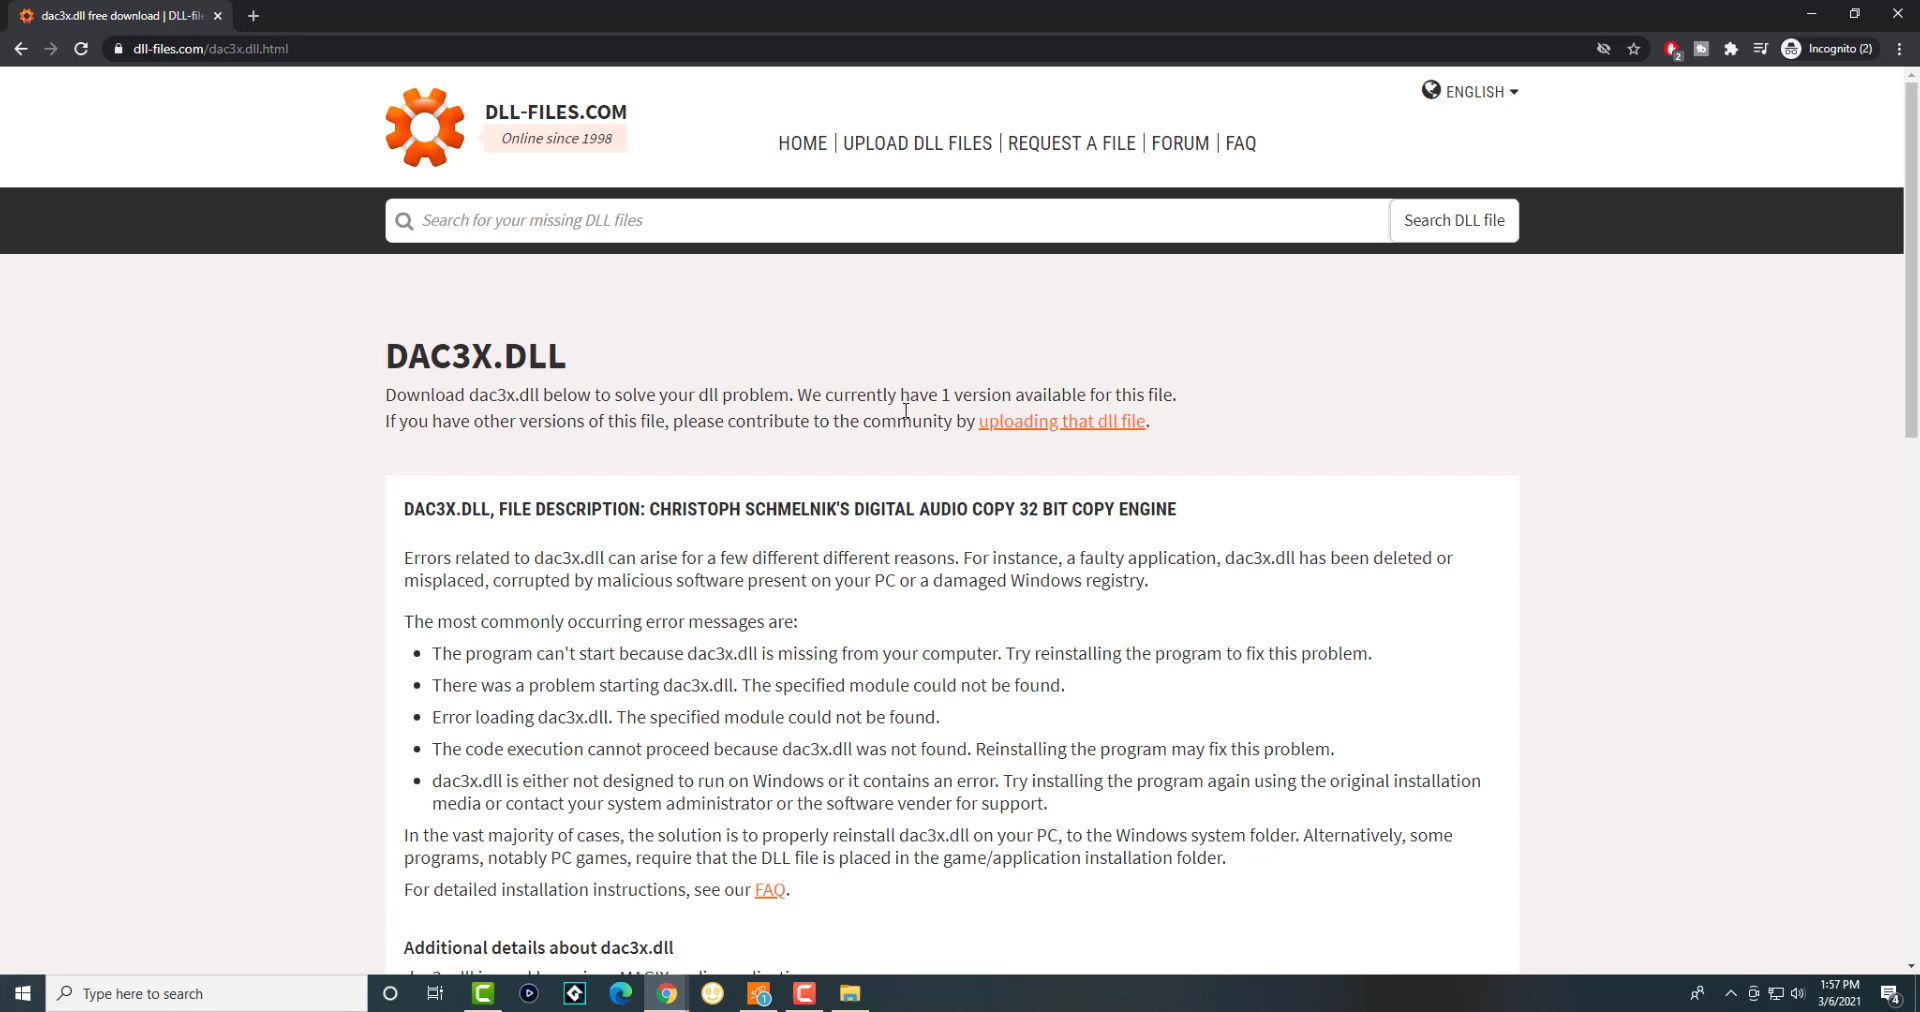 dac3x.dll free download | DLL-file
dll-files.com/dac3x.dll.html
2
Incognito (2)
DLL-FILES.COM
Online since 1998
ENGLISH
HOME | UPLOAD DLL FILES | REQUEST A FILE | FORUM | FAQ
Search for your missing DLL files
Search DLL file
DAC3X.DLL
Download dac3x.dll below to solve your dll problem. We currently have 1 version available for this file.
If you have other versions of this file, please contribute to the community by uploading that dll file.
DAC3X.DLL, FILE DESCRIPTION: CHRISTOPH SCHMELNIK'S DIGITAL AUDIO COPY 32 BIT COPY ENGINE
Errors related to dac3x.dll can arise for a few different different reasons. For instance, a faulty application, dac3x.dll has been deleted or
misplaced, corrupted by malicious software present on your PC or a damaged Windows registry.
The most commonly occurring error messages are:
• The program can't start because dac3x.dll is missing from your computer. Try reinstalling the program to fix this problem.
• There was a problem starting dac3x.dll. The specified module could not be found.
• Error loading dac3x.dll. The specified module could not be found.
• The code execution cannot proceed because dac3x.dll was not found. Reinstalling the program may fix this problem.
• dac3x.dll is either not designed to run on Windows or it contains an error. Try installing the program again using the original installation
media or contact your system administrator or the software vender for support.
In the vast majority of cases, the solution is to properly reinstall dac3x.dll on your PC, to the Windows system folder. Alternatively, some
programs, notably PC games, require that the DLL file is placed in the game/application installation folder.
For detailed installation instructions, see our FAQ.
Additional details about dac3x.dll
Type here to search
1
1:57 PM
3/6/2021
4